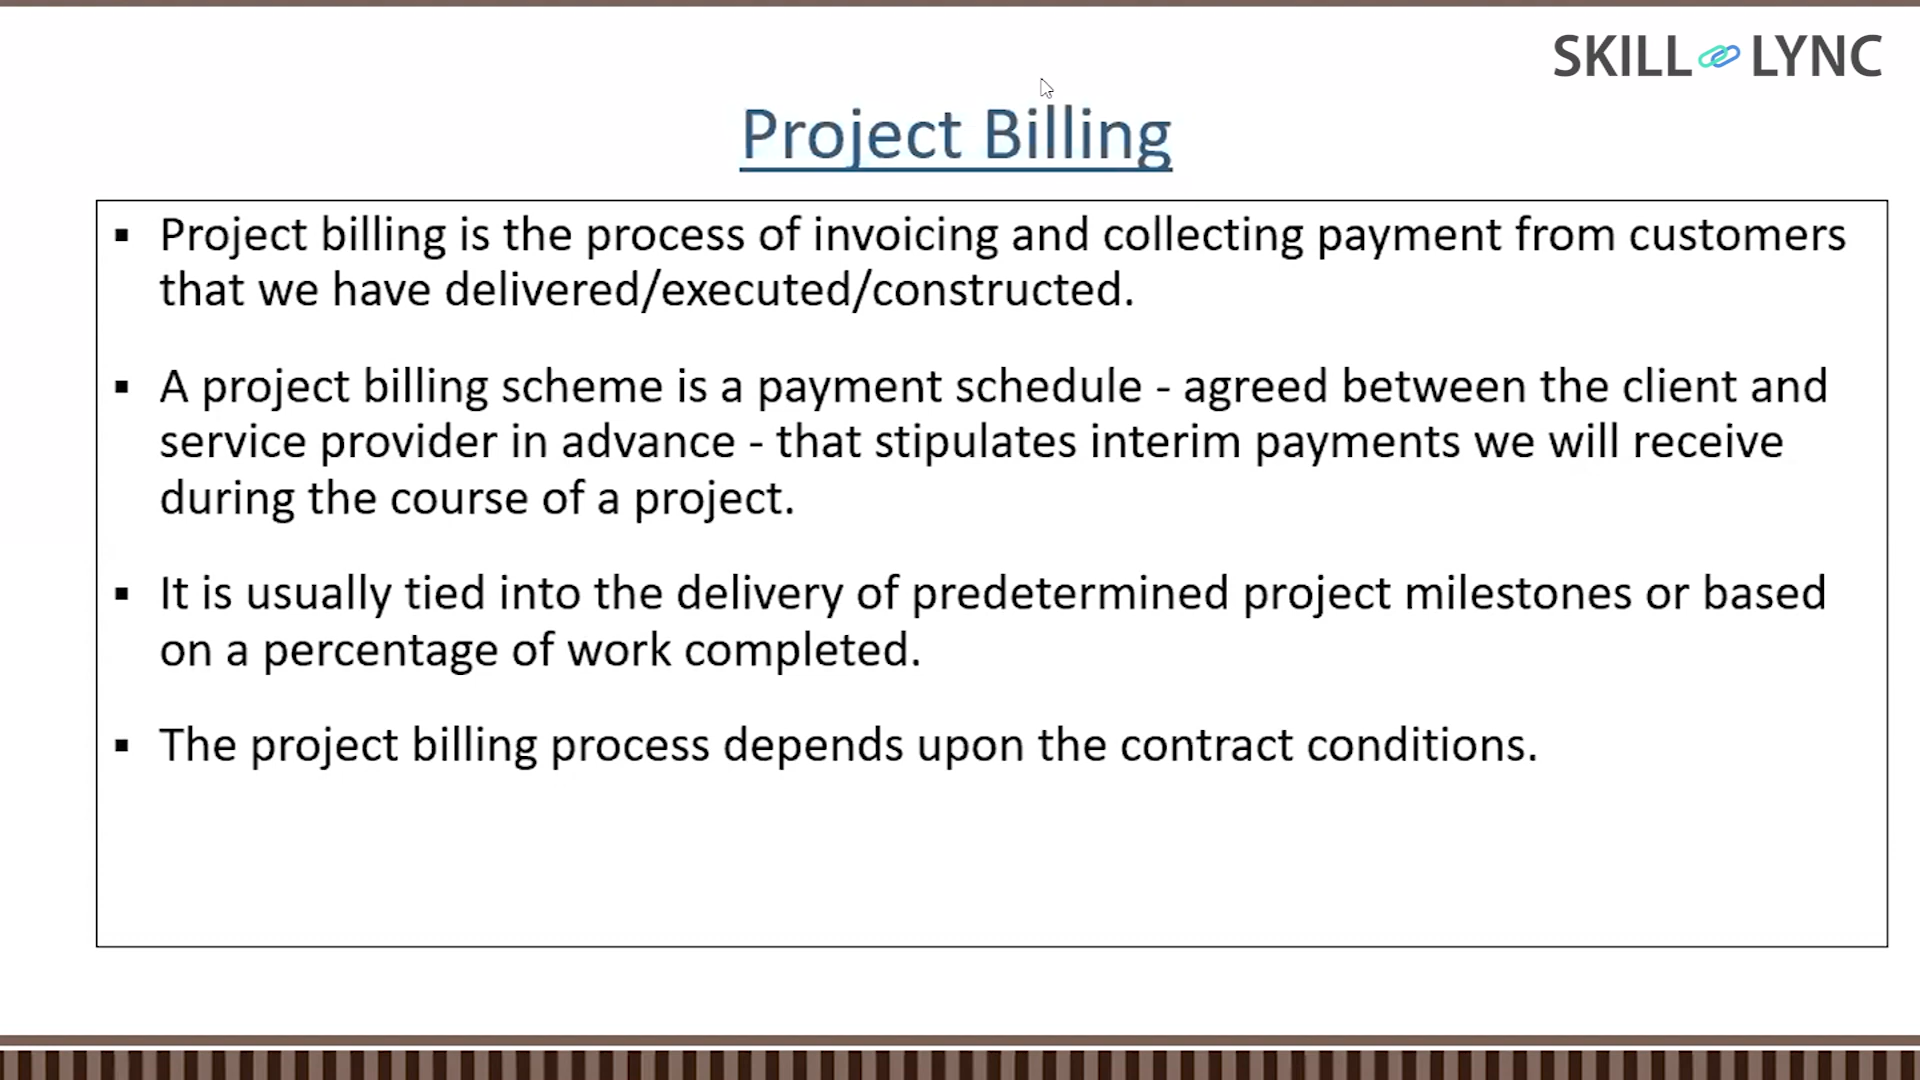 SKILL LYNC
Project Billing
▪ Project billing is the process of invoicing and collecting payment from customers
that we have delivered/executed/constructed.
▪ A project billing scheme is a payment schedule - agreed between the client and
service provider in advance - that stipulates interim payments we will receive
during the course of a project.
▪ It is usually tied into the delivery of predetermined project milestones or based
on a percentage of work completed.
▪ The project billing process depends upon the contract conditions.